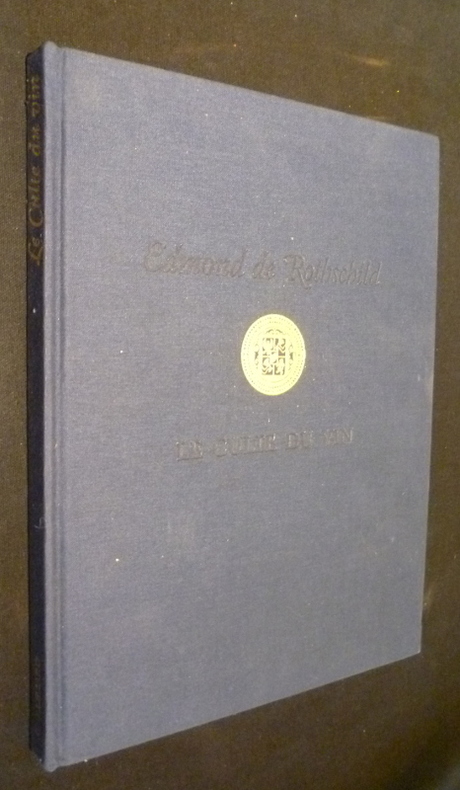 Edmond de Rothschild
LE CULTE DU VIN
Le Culte du vin